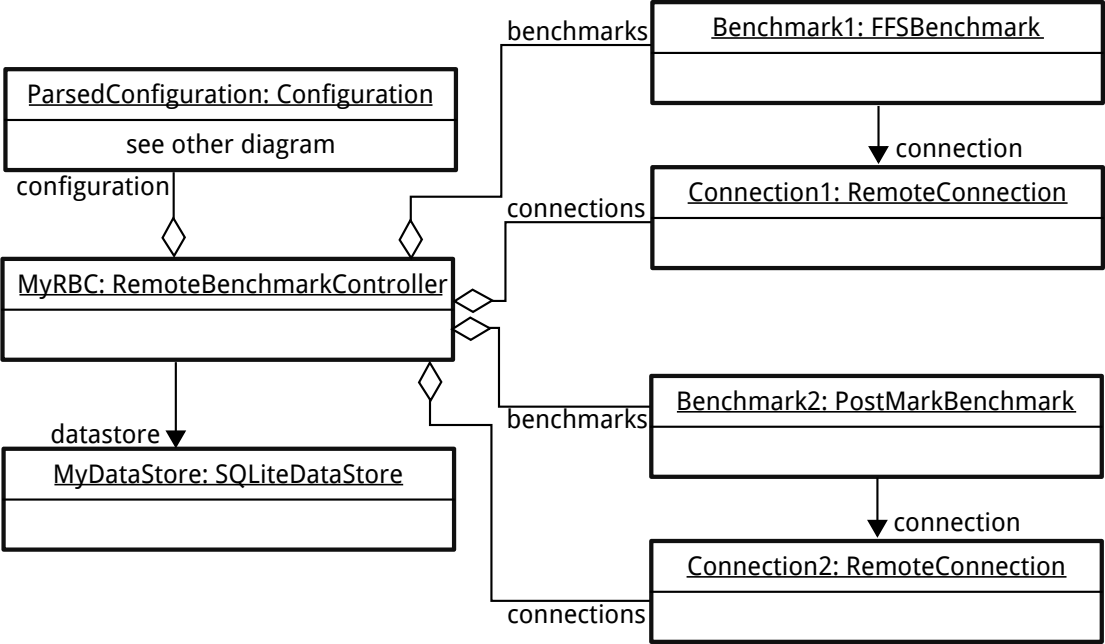 benchmarks
Benchmark1: FFSBenchmark
ParsedConfiguration: Configuration
see other diagram
connection
configuration
Connection1: RemoteConnection
connections
MyRBC: RemoteBenchmarkController
Benchmark2: PostMarkBenchmark
benchmarks
datastore
MyDataStore: SQLiteDataStore
connection
Connection2: RemoteConnection
connections